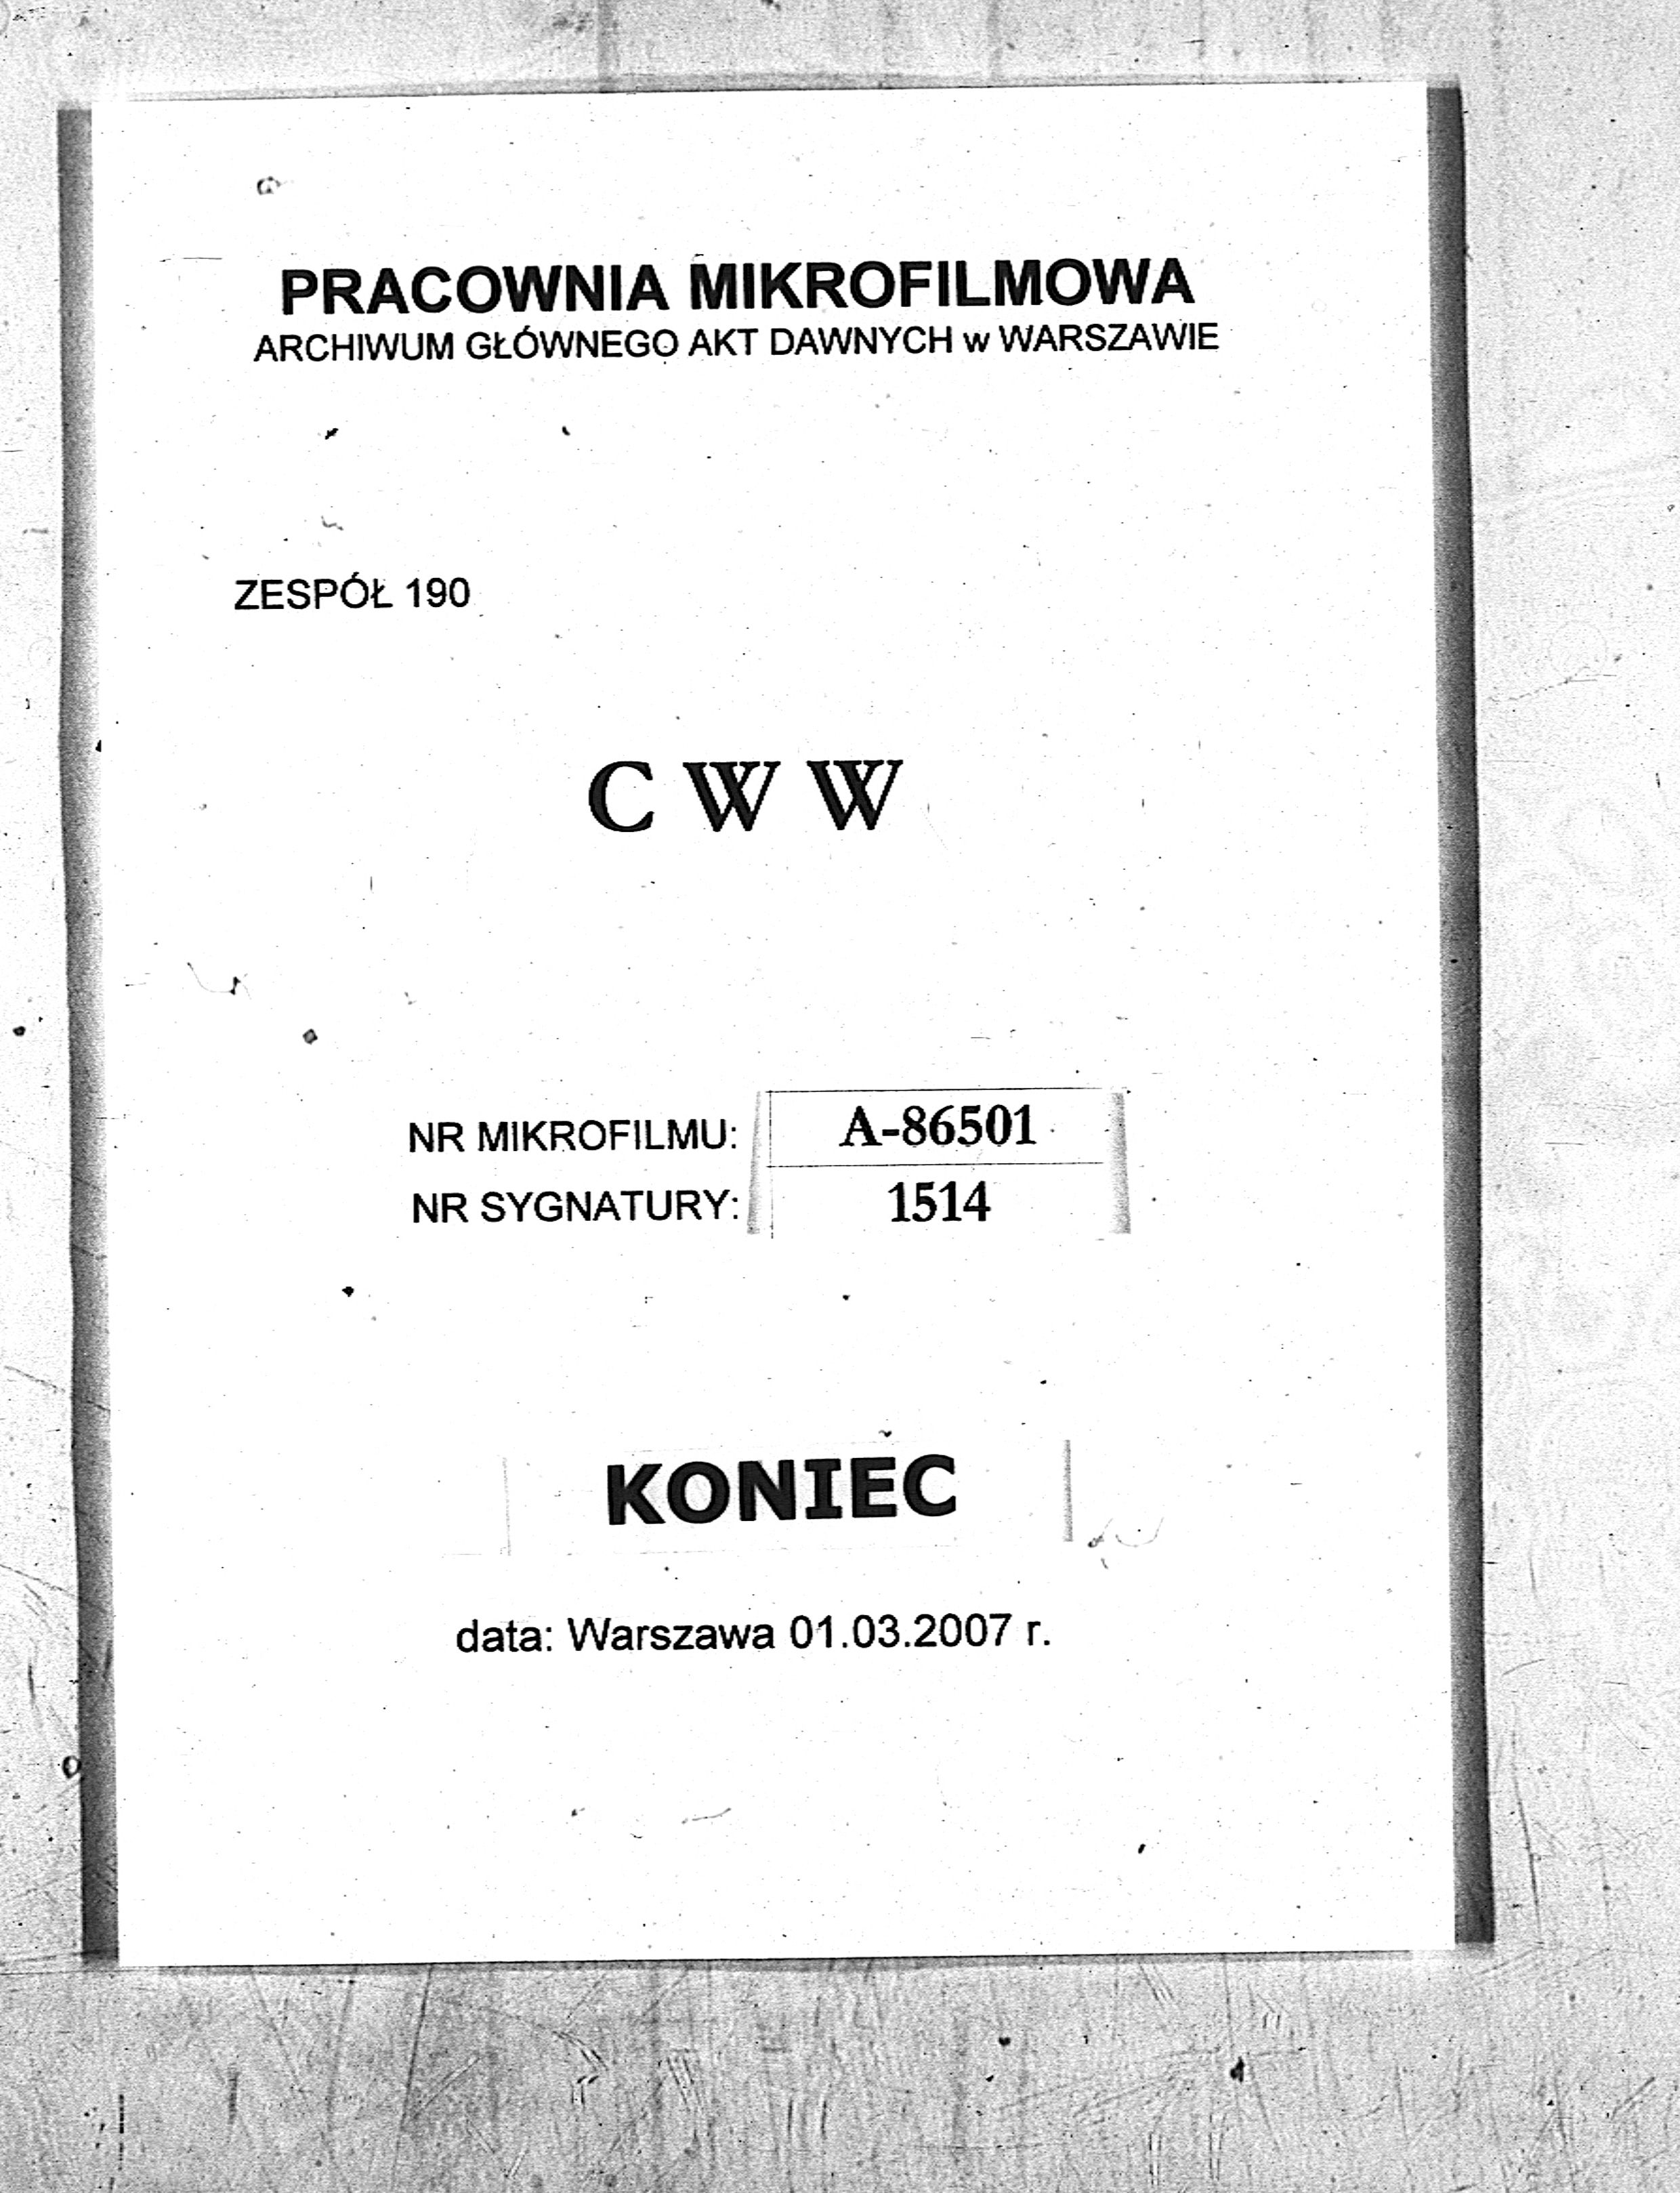 PRACOWNIA MIKROFILMOWA
ARCHIWUM GŁÓWNEGO AKT DAWNYCH w WARSZAWIE
ZESPÓŁ 190
C W W
NR MIKROFILMU: A-86501
NR SYGNATURY: 1514
KONIEC
data: Warszawa 01.03.2007 r.